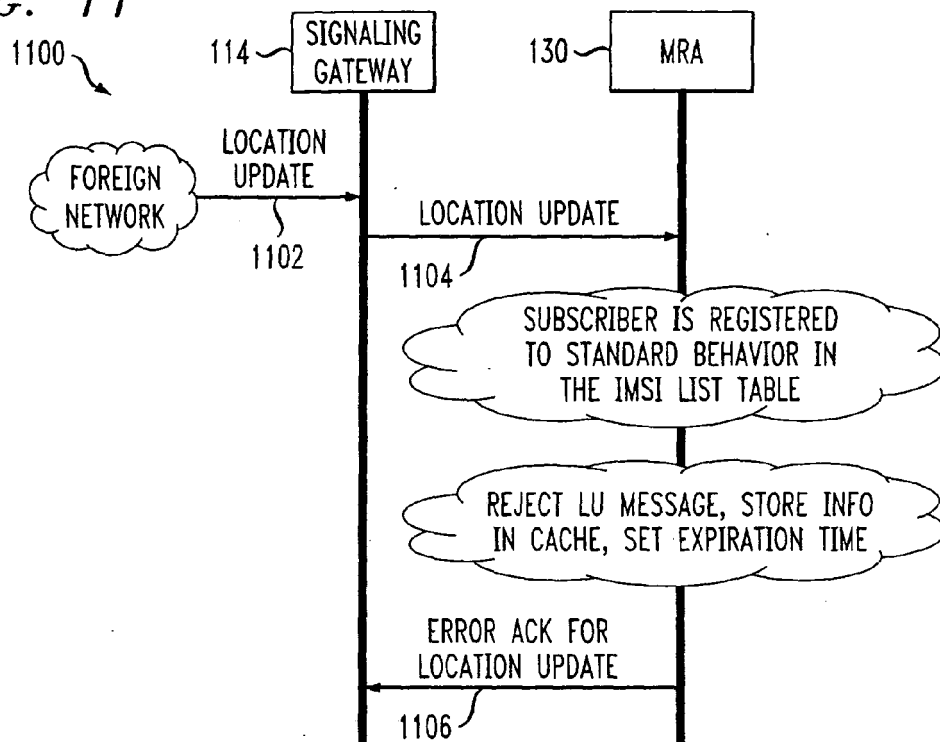 G. 11
1100
114
SIGNALING
GATEWAY
130
MRA
FOREIGN
NETWORK
LOCATION
UPDATE
1102
LOCATION UPDATE
1104
SUBSCRIBER IS REGISTERED
TO STANDARD BEHAVIOR IN
THE IMSI LIST TABLE
REJECT LU MESSAGE, STORE INFO
IN CACHE, SET EXPIRATION TIME
ERROR ACK FOR
LOCATION UPDATE
1106